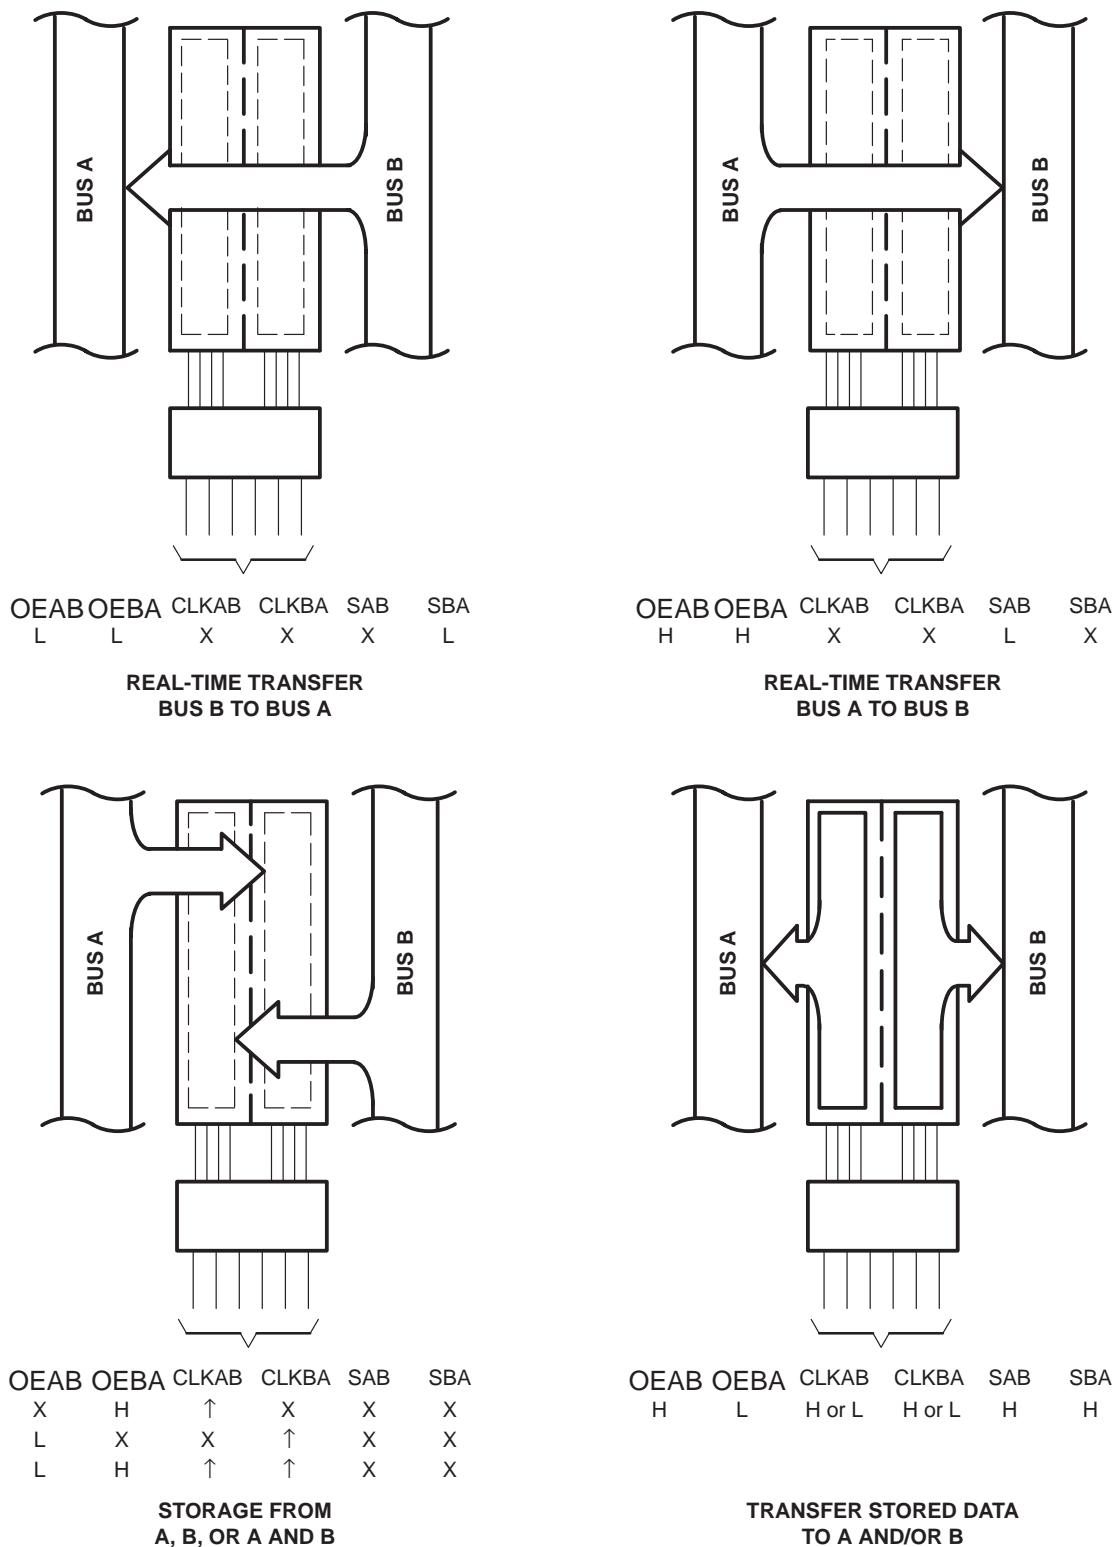 BUS A
BUS B
OEAB OEBA CLKAB CLKBA SAB SBA
L L X X X L
REAL-TIME TRANSFER
BUS B TO BUS A
BUS A
BUS B
OEAB OEBA CLKAB CLKBA SAB SBA
H H X X L X
REAL-TIME TRANSFER
BUS A TO BUS B
BUS A
BUS B
OEAB OEBA CLKAB CLKBA SAB SBA
X H ↑ X X X
L X X ↑ X X
L H ↑ ↑ X X
STORAGE FROM
A, B, OR A AND B
BUS A
BUS B
OEAB OEBA CLKAB CLKBA SAB SBA
H L H or L H or L H H
TRANSFER STORED DATA
TO A AND/OR B